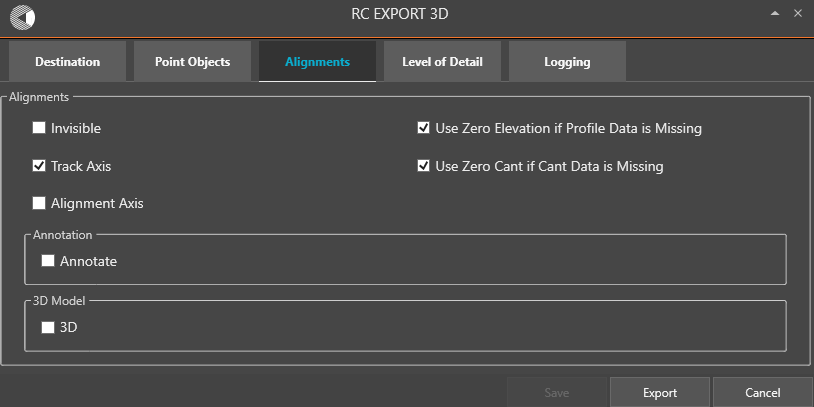 RC EXPORT 3D
Destination
Point Objects
Alignments
Level of Detail
Logging
Alignments
Invisible
Use Zero Elevation if Profile Data is Missing
Track Axis
Use Zero Cant if Cant Data is Missing
Alignment Axis
Annotation
Annotate
3D Model
3D
Save
Export
Cancel